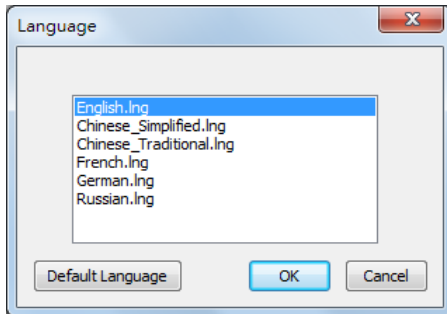 Language
English.lng
Chinese_Simplified.lng
Chinese_Traditional.lng
French.lng
German.lng
Russian.lng
Default Language OK Cancel